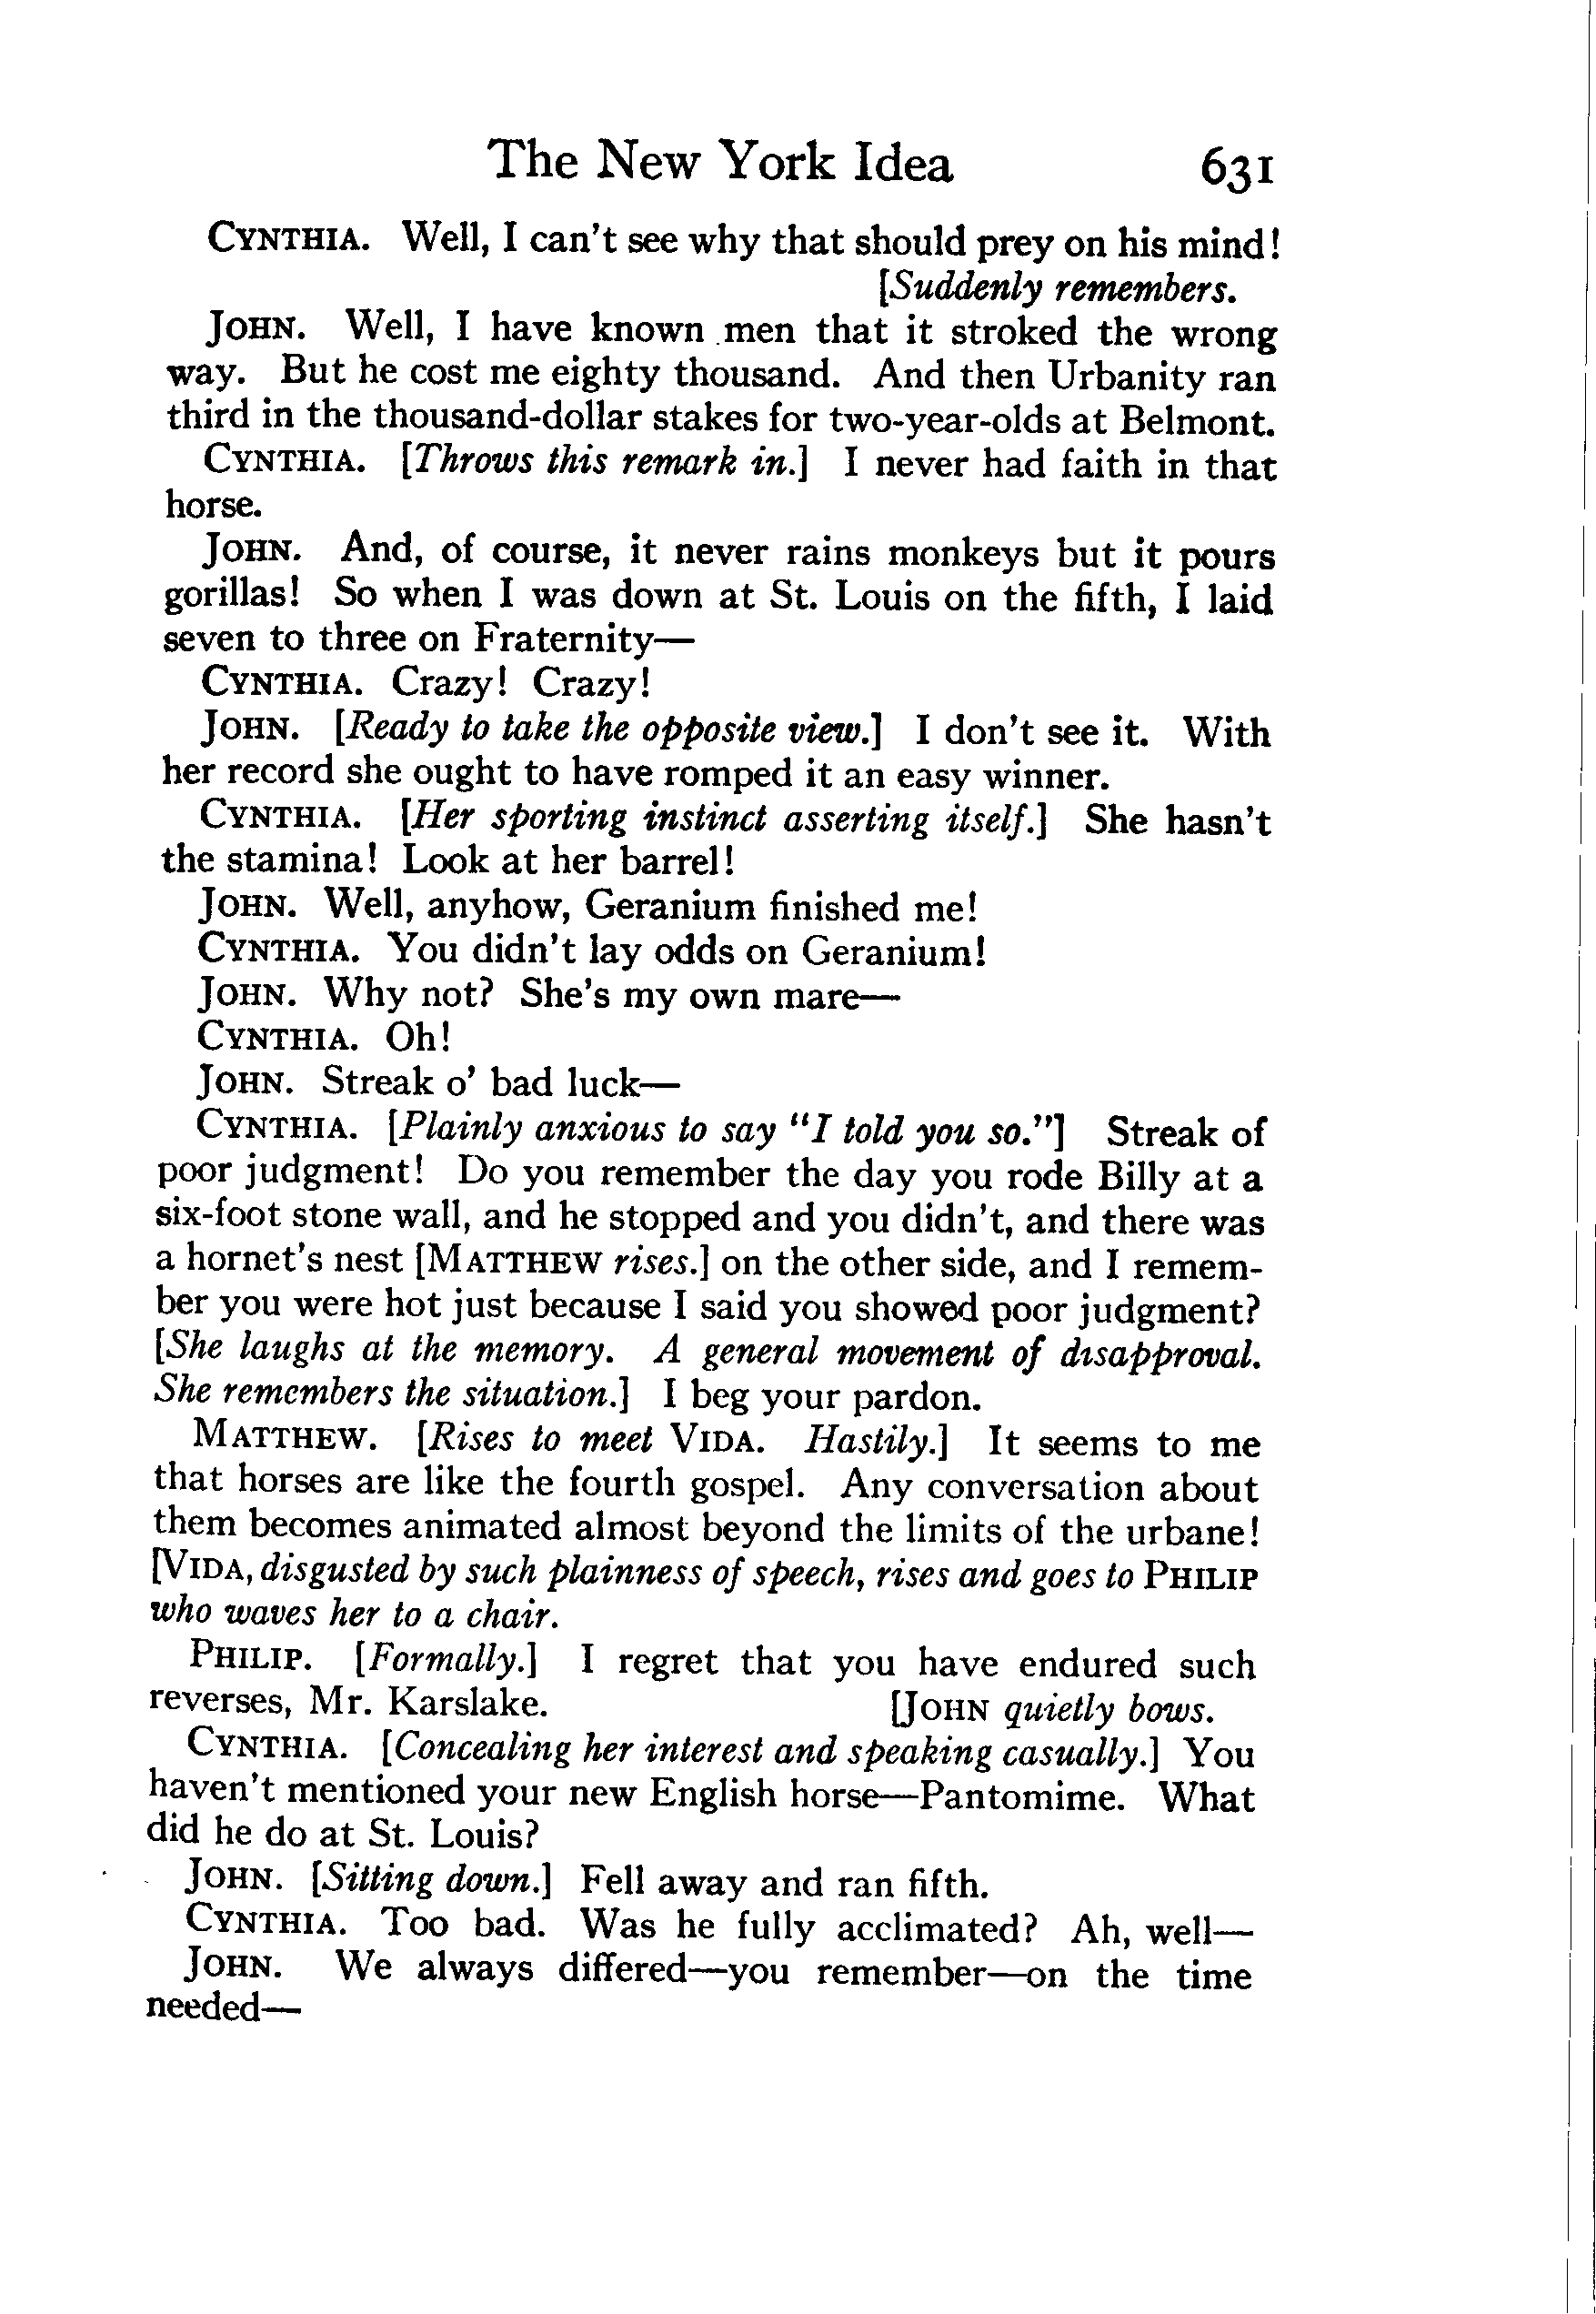 The New York Idea 631
CYNTHIA. Well, I can't see why that should prey on his mind!
[Suddenly remembers.
JOHN. Well, I have known men that it stroked the wrong
way. But he cost me eighty thousand. And then Urbanity ran
third in the thousand-dollar stakes for two-year-olds at Belmont.
CYNTHIA. [Throws this remark in.] I never had faith in that
horse.
JOHN. And, of course, it never rains monkeys but it pours
gorillas! So when I was down at St. Louis on the fifth, I laid
seven to three on Fraternity—
CYNTHIA. Crazy! Crazy!
JOHN. [Ready to take the opposite view.] I don't see it. With
her record she ought to have romped it an easy winner.
CYNTHIA. [Her sporting instinct asserting itself.] She hasn't
the stamina! Look at her barrel!
JOHN. Well, anyhow, Geranium finished me!
CYNTHIA. You didn't lay odds on Geranium!
JOHN. Why not? She's my own mare—
CYNTHIA. Oh!
JOHN. Streak o' bad luck—
CYNTHIA. [Plainly anxious to say "I told you so."] Streak of
poor judgment! Do you remember the day you rode Billy at a
six-foot stone wall, and he stopped and you didn't, and there was
a hornet's nest [MATTHEW rises.] on the other side, and I remem-
ber you were hot just because I said you showed poor judgment?
[She laughs at the memory. A general movement of disapproval.
She remembers the situation.] I beg your pardon.
MATTHEW. [Rises to meet VIDA. Hastily.] It seems to me
that horses are like the fourth gospel. Any conversation about
them becomes animated almost beyond the limits of the urbane!
[VIDA, disgusted by such plainness of speech, rises and goes to PHILIP
who waves her to a chair.
PHILIP. [Formally.] I regret that you have endured such
reverses, Mr. Karslake. [JOHN quietly bows.
CYNTHIA. [Concealing her interest and speaking casually.] You
haven't mentioned your new English horse—Pantomime. What
did he do at St. Louis?
JOHN. [Sitting down.] Fell away and ran fifth.
CYNTHIA. Too bad. Was he fully acclimated? Ah, well—
JOHN. We always differed—you remember—on the time
needed—